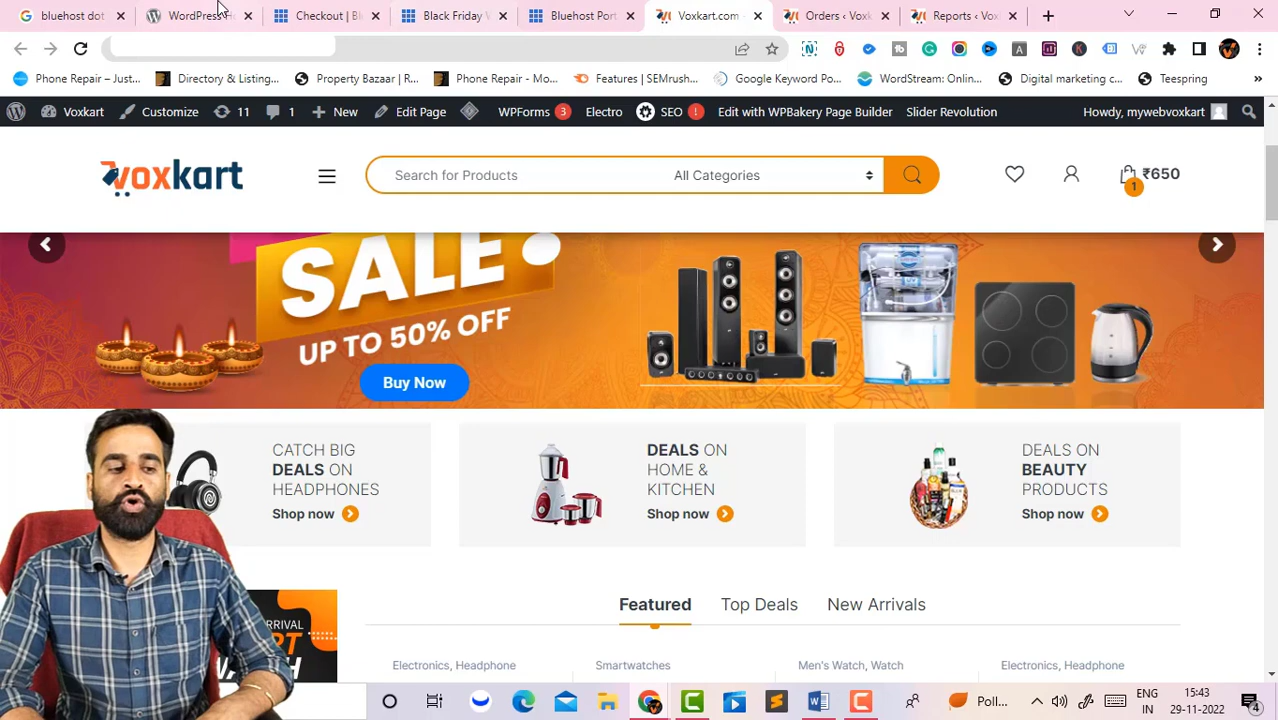 bluehost dot
WordPress
Checkout | Bl
Black Friday
Bluehost Port
Voxkart.com -
Orders ‹ Voxk
Reports ‹ Vox
Phone Repair – Just...
Directory & Listing...
Property Bazaar | R...
Phone Repair - Mo...
Features | SEMrush...
Google Keyword Po...
WordStream: Onlin...
Digital marketing c...
Teespring
Voxkart
Customize
11
1
New
Edit Page
WPForms 3
Electro
SEO !
Edit with WPBakery Page Builder
Slider Revolution
Howdy, mywebvoxkart
voxkart
Search for Products
All Categories
₹650
1
SALE
UP TO 50% OFF
Buy Now
CATCH BIG
DEALS ON
HEADPHONES
Shop now
DEALS ON
HOME &
KITCHEN
Shop now
DEALS ON
BEAUTY
PRODUCTS
Shop now
Featured
Top Deals
New Arrivals
Electronics, Headphone
Smartwatches
Men's Watch, Watch
Electronics, Headphone
Poll...
ENG
IN
15:43
29-11-2022
4